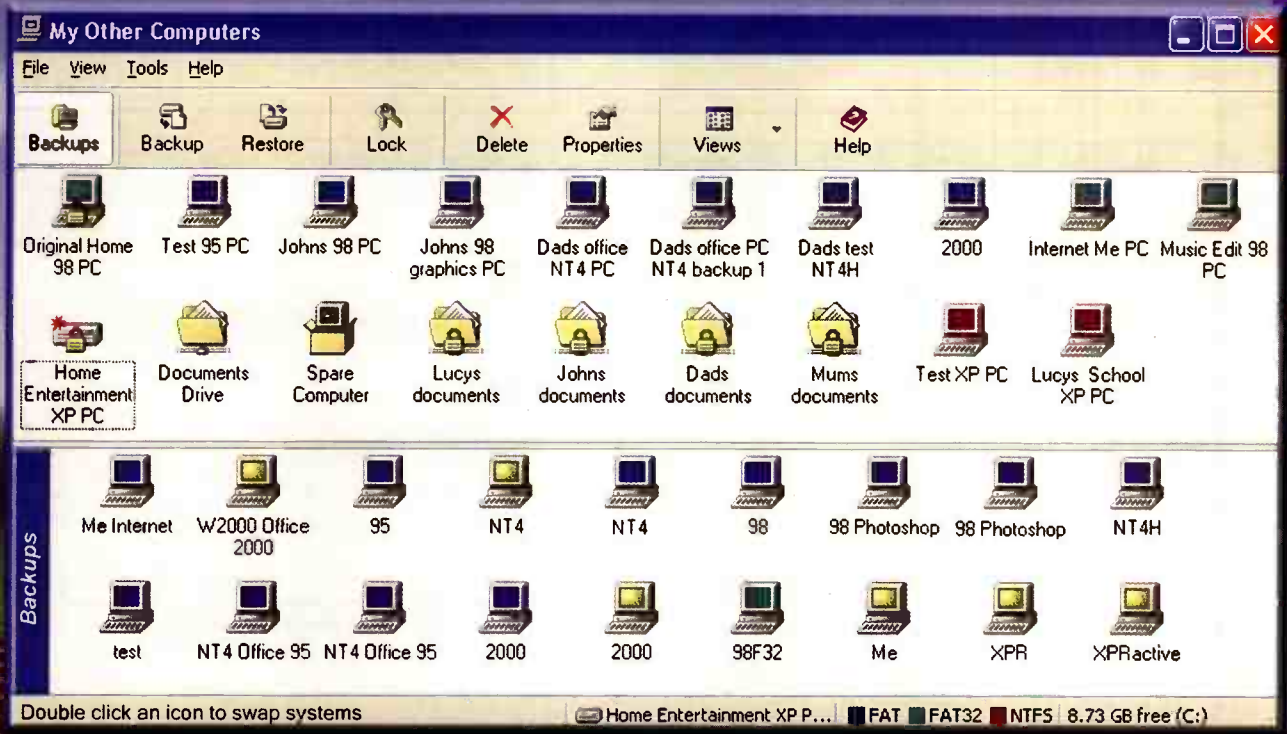 My Other Computers
File View Tools Help
Backups Backup Restore Lock Delete Properties Views Help
Original Home Test 95 PC Johns 98 PC Johns 98 Dads office Dads office PC Dads test 2000 Internet Me PC Music Edit 98
98 PC graphics PC NT4 PC NT4 backup 1 NT4H PC
Home Documents Spare Lucys Johns Dads Mums Test XP PC Lucys School
Entertainment Drive Computer documents documents documents documents XP PC
XP PC
Backups
Me Internet W2000 Office 95 NT4 NT4 98 98 Photoshop 98 Photoshop NT4H
2000
test NT4 Office 95 NT4 Office 95 2000 2000 98F32 Me XPR XPRactive
Double click an icon to swap systems Home Entertainment XP P... FAT FAT32 NTFS 8.73 GB free (C:)